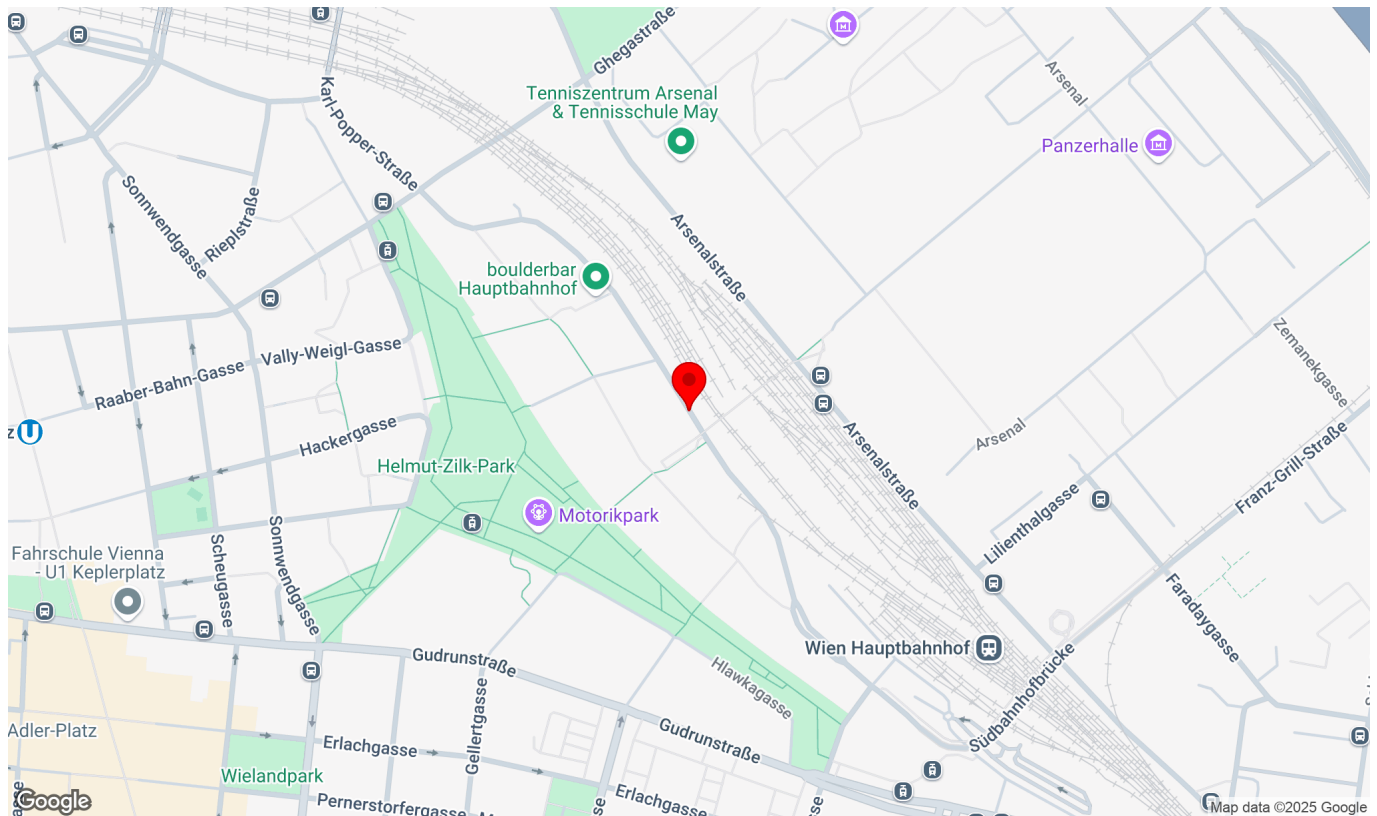 Ghegastraße
Arsenal
Karl-Popper-Straße
Tenniszentrum Arsenal
& Tennisschule May
Panzerhalle
Sonnwendgasse
Rieplstraße
Arsenalstraße
boulderbar
Hauptbahnhof
Vally-Weigl-Gasse
Raaber-Bahn-Gasse
Zemanekgasse
z
U
Hackergasse
Arsenal
Arsenalstraße
Franz-Grill-Straße
Helmut-Zilk-Park
Motorikpark
Lilienthalgasse
Fahrschule Vienna
- U1 Keplerplatz
Scheugasse
Sonnwendgasse
Faradaygasse
Wien Hauptbahnhof
Gudrunstraße
Hlawkagasse
Südbahnhofbrücke
Adler-Platz
Gellertgasse
Erlachgasse
Gudrunstraße
Wielandpark
Pernerstorfergasse
Erlachgasse
Google
Map data ©2025 Google